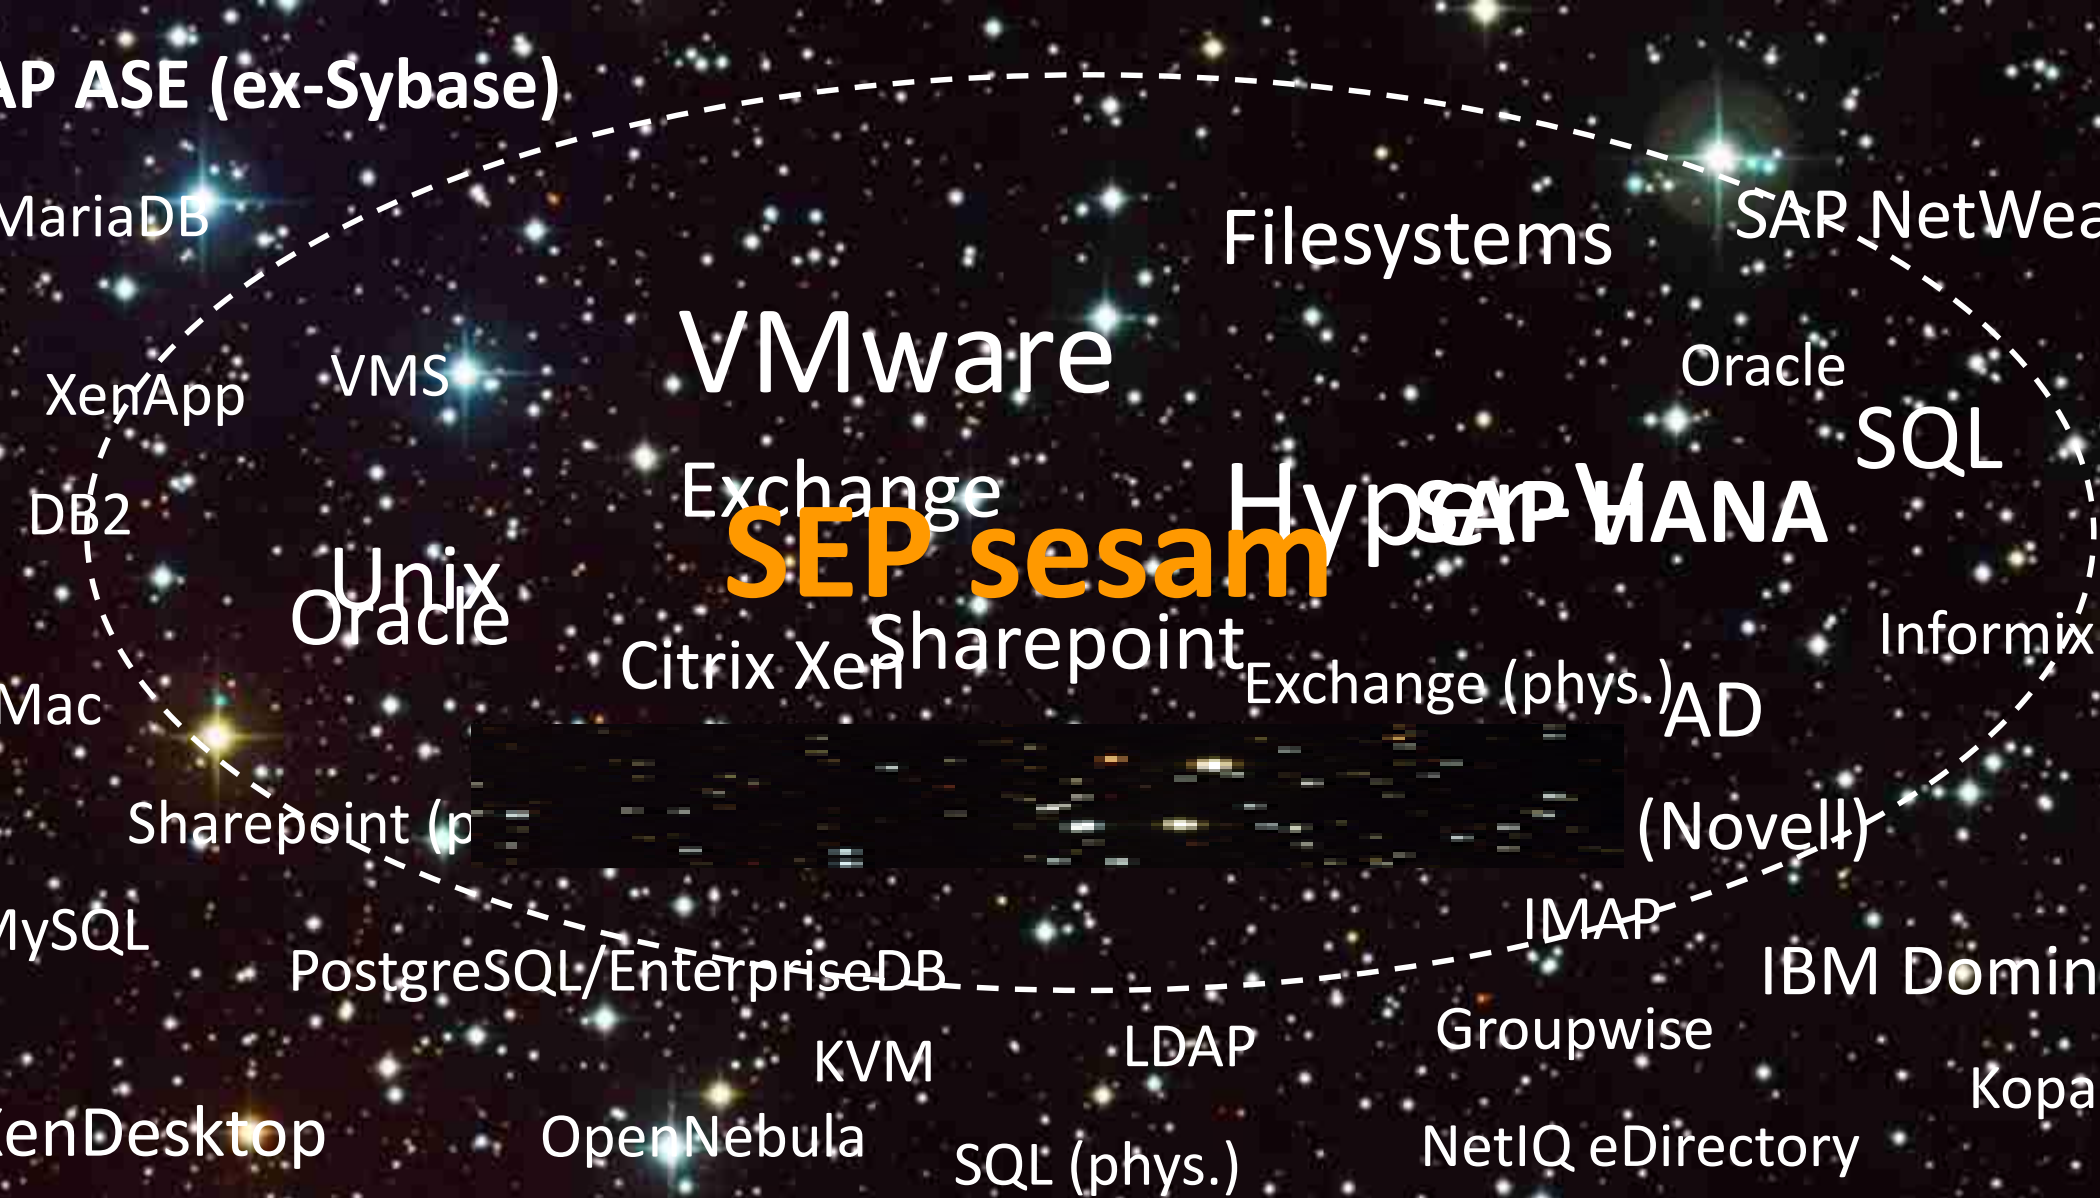 AP ASE (ex-Sybase)
MariaDB
SAP NetWea
Filesystems
VMware
Oracle
VMS
XenApp
SQL
Exchange
Hyper-V
SAP HANA
DB2
SEP sesam
Unix
Oracle
Sharepoint
Informix
Citrix Xen
Exchange (phys.)
AD
Mac
Sharepoint (p
(Novell)
IMAP
MySQL
PostgreSQL/EnterpriseDB
IBM Domin
Groupwise
LDAP
KVM
Kopa
XenDesktop
OpenNebula
NetIQ eDirectory
SQL (phys.)